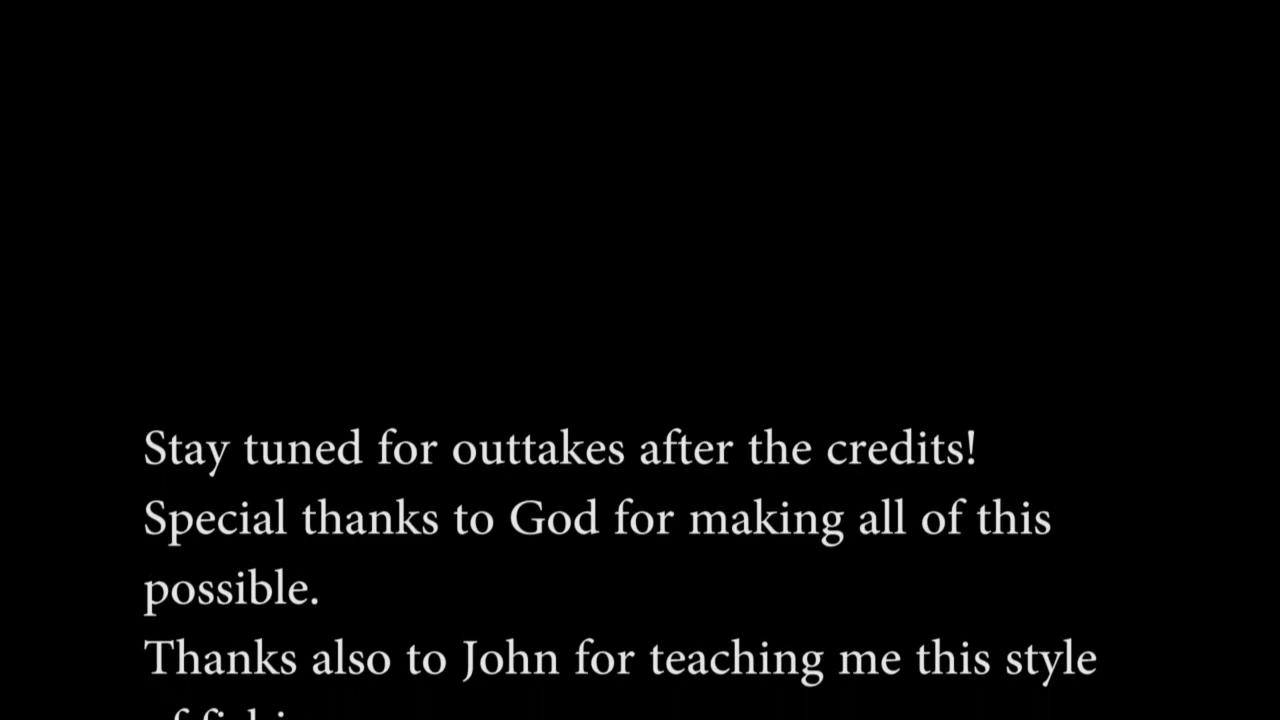 Stay tuned for outtakes after the credits!
Special thanks to God for making all of this
possible.
Thanks also to John for teaching me this style